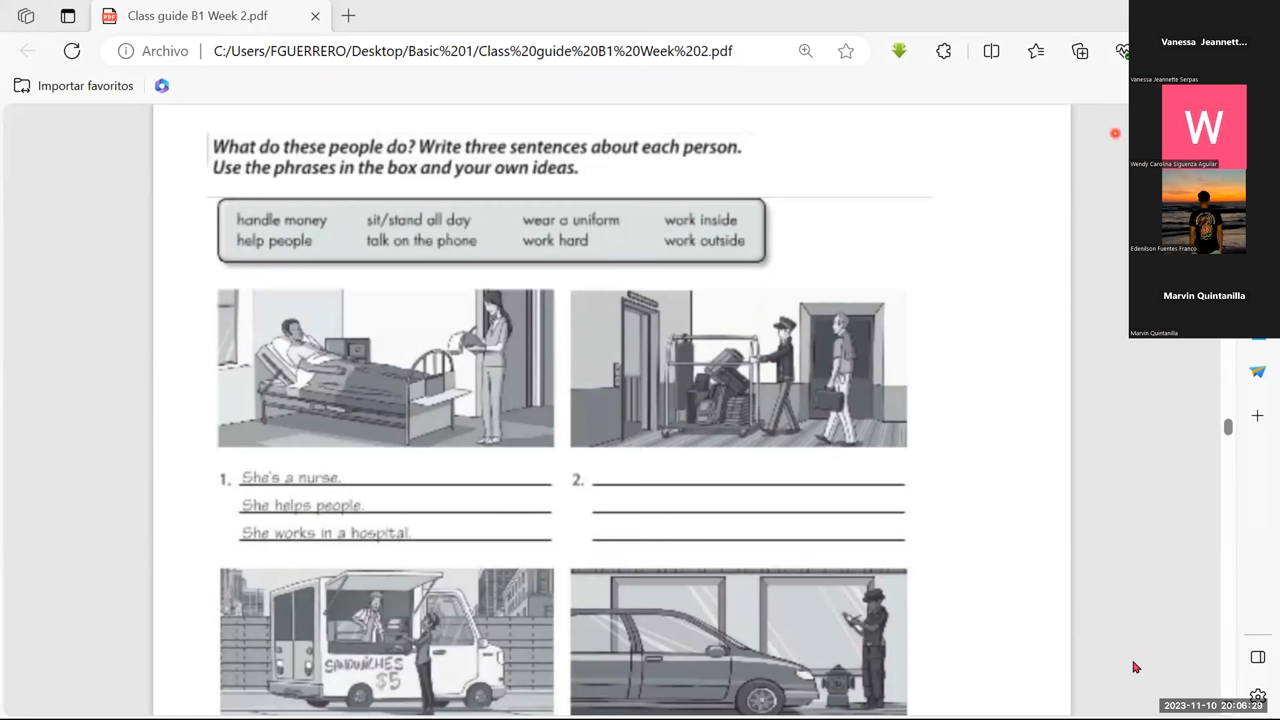 Class guide B1 Week 2.pdf
Archivo
C:/Users/FGUERRERO/Desktop/Basic%201/Class%20guide%20B1%20Week%202.pdf
Importar favoritos
Vanessa Jeannett...
Vanessa Jeannette Serpas
W
Wendy Carolina Siguenza Aguilar
Edenilson Fuentes Franco
Marvin Quintanilla
Marvin Quintanilla
What do these people do? Write three sentences about each person.
Use the phrases in the box and your own ideas.
handle money sit/stand all day wear a uniform work inside
help people talk on the phone work hard work outside
1. She's a nurse.
She helps people.
She works in a hospital.
2.
SANDWICHES
$5
2023-11-10 20:06:29